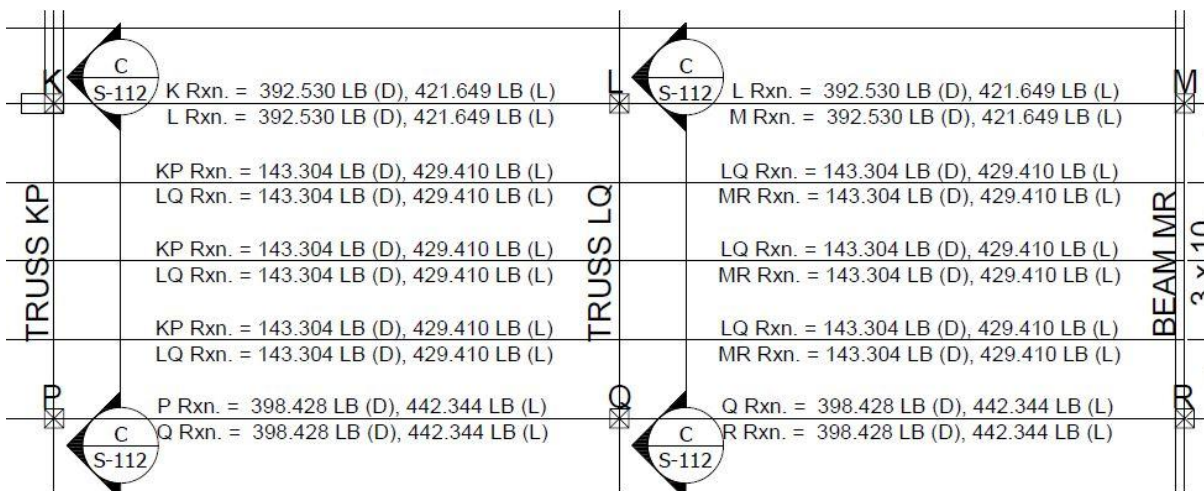 K
C
S-112
K Rxn. = 392.530 LB (D), 421.649 LB (L)
L Rxn. = 392.530 LB (D), 421.649 LB (L)
L
C
S-112
L Rxn. = 392.530 LB (D), 421.649 LB (L)
M Rxn. = 392.530 LB (D), 421.649 LB (L)
M
TRUSS KP
KP Rxn. = 143.304 LB (D), 429.410 LB (L)
LQ Rxn. = 143.304 LB (D), 429.410 LB (L)
KP Rxn. = 143.304 LB (D), 429.410 LB (L)
LQ Rxn. = 143.304 LB (D), 429.410 LB (L)
KP Rxn. = 143.304 LB (D), 429.410 LB (L)
LQ Rxn. = 143.304 LB (D), 429.410 LB (L)
TRUSS LQ
LQ Rxn. = 143.304 LB (D), 429.410 LB (L)
MR Rxn. = 143.304 LB (D), 429.410 LB (L)
LQ Rxn. = 143.304 LB (D), 429.410 LB (L)
MR Rxn. = 143.304 LB (D), 429.410 LB (L)
LQ Rxn. = 143.304 LB (D), 429.410 LB (L)
MR Rxn. = 143.304 LB (D), 429.410 LB (L)
BEAM MR
P
C
S-112
P Rxn. = 398.428 LB (D), 442.344 LB (L)
Q Rxn. = 398.428 LB (D), 442.344 LB (L)
Q
C
S-112
Q Rxn. = 398.428 LB (D), 442.344 LB (L)
R Rxn. = 398.428 LB (D), 442.344 LB (L)
R